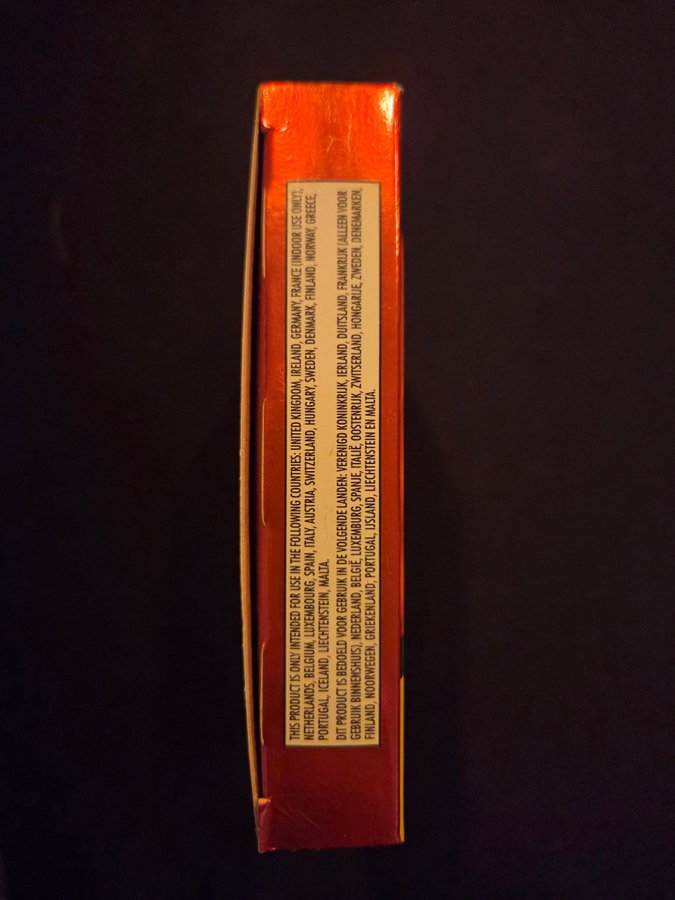 THIS PRODUCT IS ONLY INTENDED FOR USE IN THE FOLLOWING COUNTRIES: UNITED KINGDOM, IRELAND, GERMANY, FRANCE (INDOOR USE ONLY),
NETHERLANDS, BELGIUM, LUXEMBOURG, SPAIN, ITALY, AUSTRIA, SWITZERLAND, HUNGARY, SWEDEN, DENMARK, FINLAND, NORWAY, GREECE,
PORTUGAL, ICELAND, LIECHTENSTEIN, MALTA.
DIT PRODUCT IS BEDOELD VOOR GEBRUIK IN DE VOLGENDE LANDEN: VERENIGD KONINKRIJK, IERLAND, DUITSLAND, FRANKRIJK (ALLEEN VOOR
GEBRUIK BINNENSHUIS), NEDERLAND, BELGIË, LUXEMBURG, SPANJE, ITALIË, OOSTENRIJK, ZWITSERLAND, HONGARIJE, ZWEDEN, DENEMARKEN,
FINLAND, NOORWEGEN, GRIEKENLAND, PORTUGAL, IJSLAND, LIECHTENSTEIN EN MALTA.